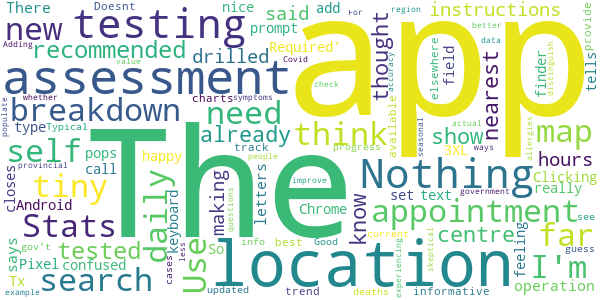 There Doesnt nice said add instructions
new testing recommended prompt Required'
Adding value Covid For region better data
app
assessment drilled charts thought
populate whether breakdown finder elsewhere field nearest tells
accuracy distinguish provide
type Typical need available seasonal
self already think show map
provincial pops track happy 3XL hours
closes tiny call letters Chrome know Clicking
Android daily keyboard making progress people set text really
The
Nothing
Stats tested Use appointment allergies
says gov't Pixel confused So info best Good improve questions current centre far
search location
government ways see
Tx cases less updated trend deaths informative
experiencing skeptical feeling I'm guess
example symptoms check actual operation